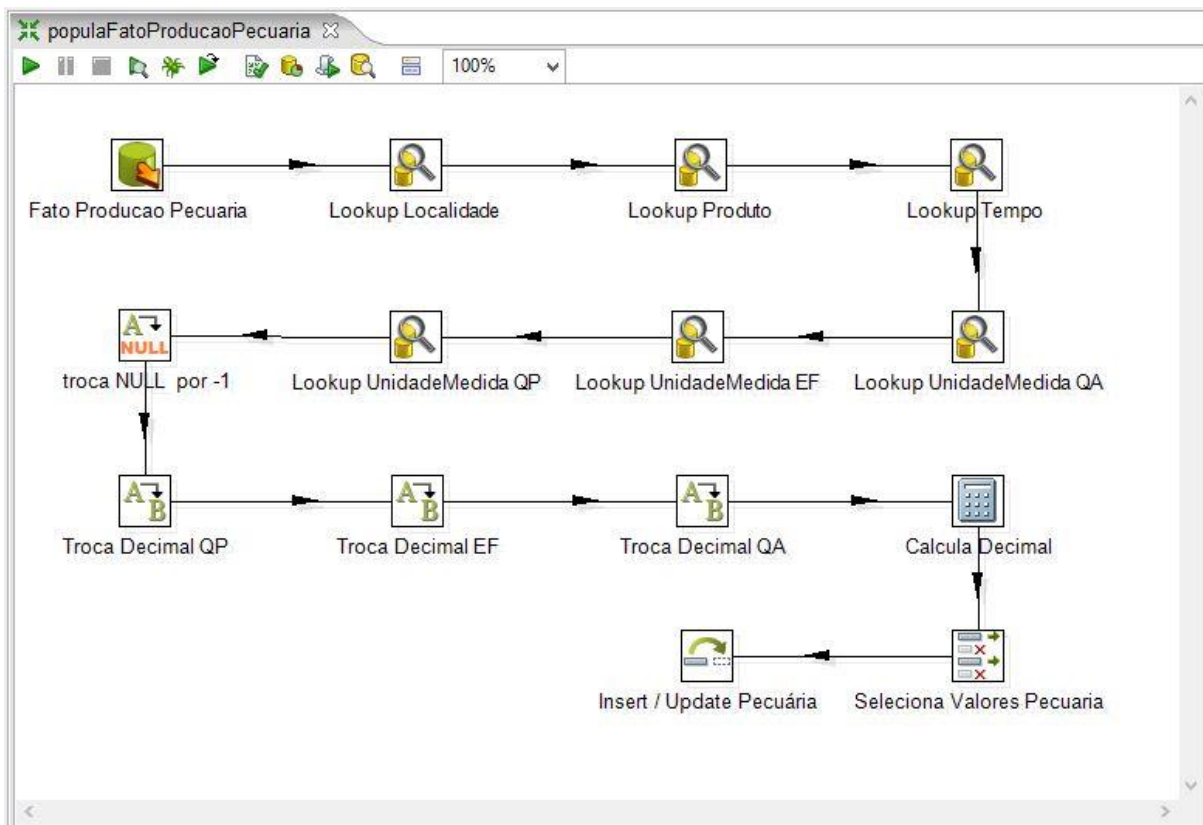 populaFatoProducaoPecuaria
100%
Fato Producao Pecuaria
Lookup Localidade
Lookup Produto
Lookup Tempo
NULL
troca NULL por -1
Lookup UnidadeMedida QP
Lookup UnidadeMedida EF
Lookup UnidadeMedida QA
Troca Decimal QP
Troca Decimal EF
Troca Decimal QA
Calcula Decimal
Insert / Update Pecuária
Seleciona Valores Pecuaria